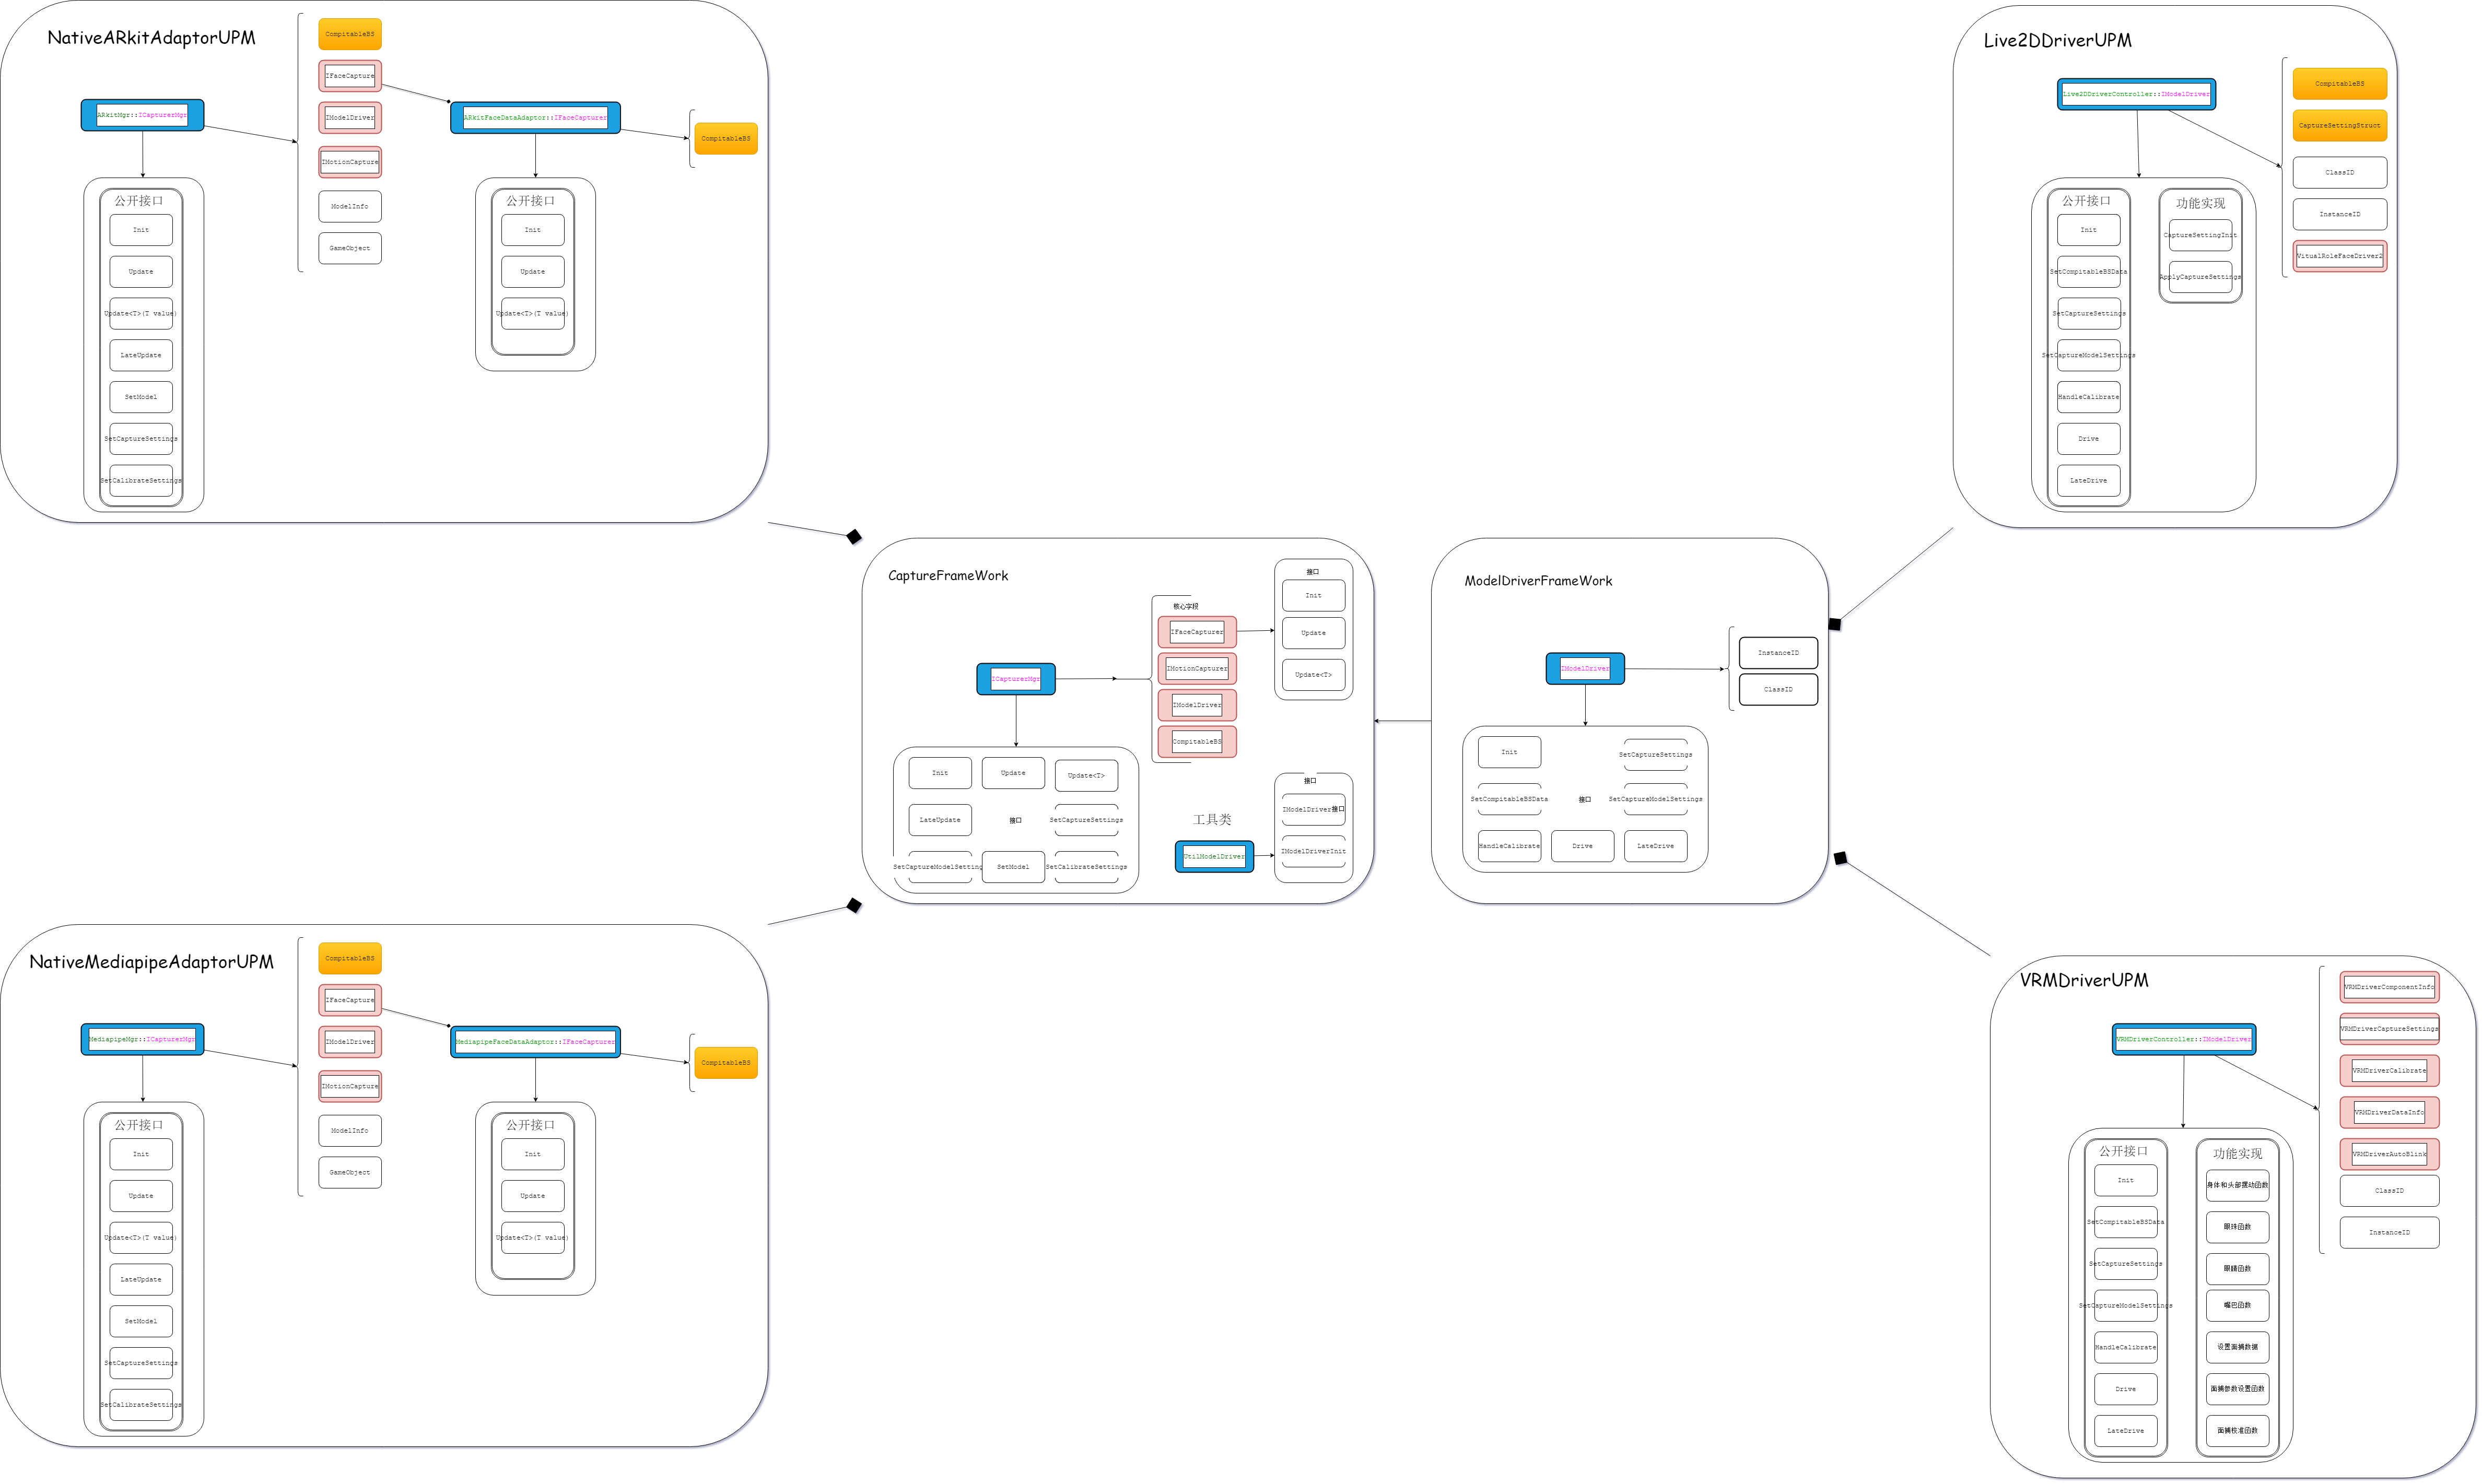 NativeARkitAdaptorUPM
ARkitMgr::ICapturerMgr
公开接口
Init
Update
Update<T>(T value)
LateUpdate
SetModel
SetCaptureSettings
SetCalibrateSettings
CompitableBS
IFaceCapture
IModelDriver
IMotionCapture
ModelInfo
GameObject
ARkitFaceDataAdaptor::IFaceCapturer
公开接口
Init
Update
Update<T>(T value)
CompitableBS
Live2DDriverUPM
Live2DDriverController::IModelDriver
公开接口
Init
SetCompitableBSData
SetCaptureSettings
SetCaptureModelSettings
HandleCalibrate
Drive
LateDrive
功能实现
CaptureSettingInit
ApplyCaptureSettings
CompitableBS
CaptureSettingStruct
ClassID
InstanceID
VitualRoleFaceDriver2
CaptureFrameWork
ICapturerMgr
Init
Update
Update<T>
LateUpdate
接口
SetCaptureSettings
SetCaptureModelSetting
SetModel
SetCalibrateSettings
核心字段
IFaceCapturer
IMotionCapturer
IModelDriver
CompitableBS
接口
Init
Update
Update<T>
工具类
UtilModelDriver
接口
IModelDriver接口
IModelDriverInit
ModelDriverFrameWork
IModelDriver
InstanceID
ClassID
Init
SetCaptureSettings
SetCompitableBSData
接口
SetCaptureModelSettings
HandleCalibrate
Drive
LateDrive
NativeMediapipeAdaptorUPM
MediapipeMgr::ICapturerMgr
公开接口
Init
Update
Update<T>(T value)
LateUpdate
SetModel
SetCaptureSettings
SetCalibrateSettings
CompitableBS
IFaceCapture
IModelDriver
IMotionCapture
ModelInfo
GameObject
MediapipeFaceDataAdaptor::IFaceCapturer
公开接口
Init
Update
Update<T>(T value)
CompitableBS
VRMDriverUPM
VRMDriverController::IModelDriver
公开接口
Init
SetCompitableBSData
SetCaptureSettings
SetCaptureModelSettings
HandleCalibrate
Drive
LateDrive
功能实现
身体和头部摆动函数
眼珠函数
眼睛函数
嘴巴函数
设置面捕数据
面捕参数设置函数
面捕校准函数
VRMDriverComponentInfo
VRMDriverCaptureSettings
VRMDriverCalibrate
VRMDriverDataInfo
VRMDriverAutoBlink
ClassID
InstanceID